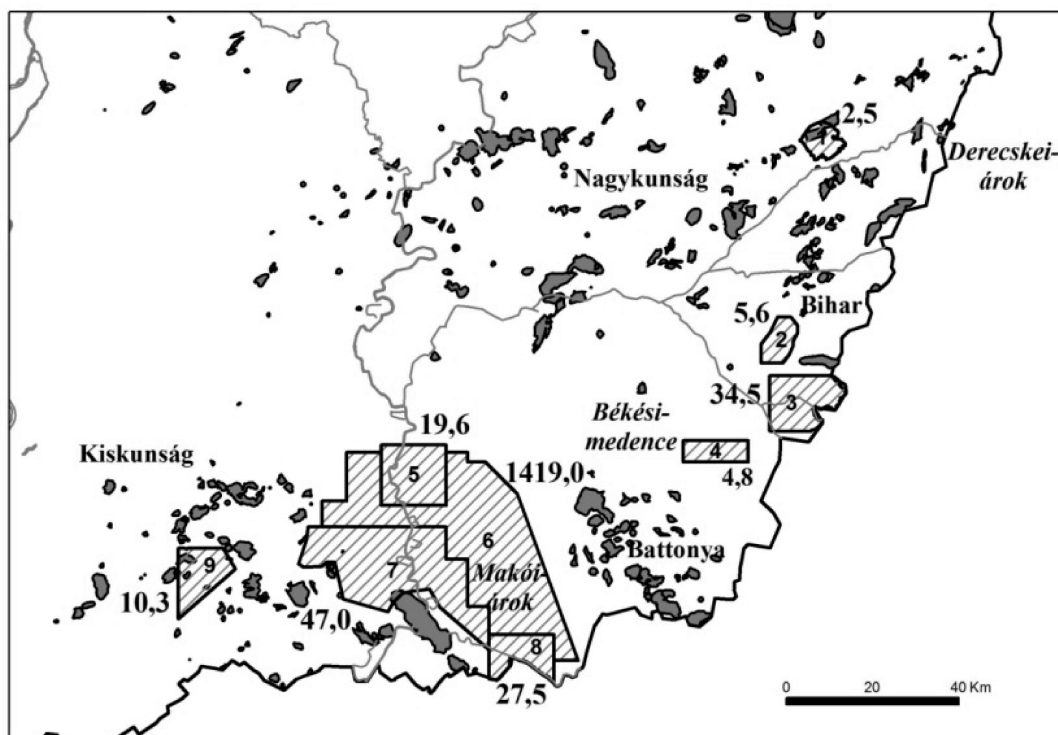 2,5
1
Derecskei-
árok
Nagykunság
Bihar
5,6
2
34,5
3
Békési-
medence
19,6
4
4,8
Kiskunság
5
1419,0
6
Battonya
9
7
Makói-
árok
10,3
47,0
8
27,5
0
20
40 Km